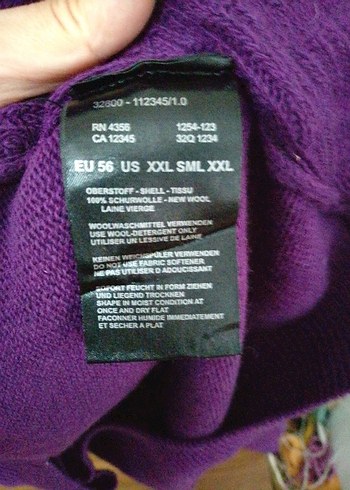 32800 - 112345/1.0
RN 4356 1254-123
CA 12345 32Q 1234
EU 56 US XXL SML XXL
OBERSTOFF - SHELL - TISSU
100% SCHURWOLLE - NEW WOOL
LAINE VIERGE
WOOLWASCHMITTEL VERWENDEN
USE WOOL-DETERGENT ONLY
UTILISER UN LESSIVE DE LAINE
KEINEN WEICHSPÜLER VERWENDEN
DO NOT USE FABRIC SOFTENER
NE PAS UTILISER D ADOUCISSANT
SOFORT FEUCHT IN FORM ZIEHEN
UND LIEGEND TROCKNEN
SHAPE IN MOIST CONDITION AT
ONCE AND DRY FLAT
FACONNER HUMIDE IMMEDIATEMENT
ET SECHER A PLAT